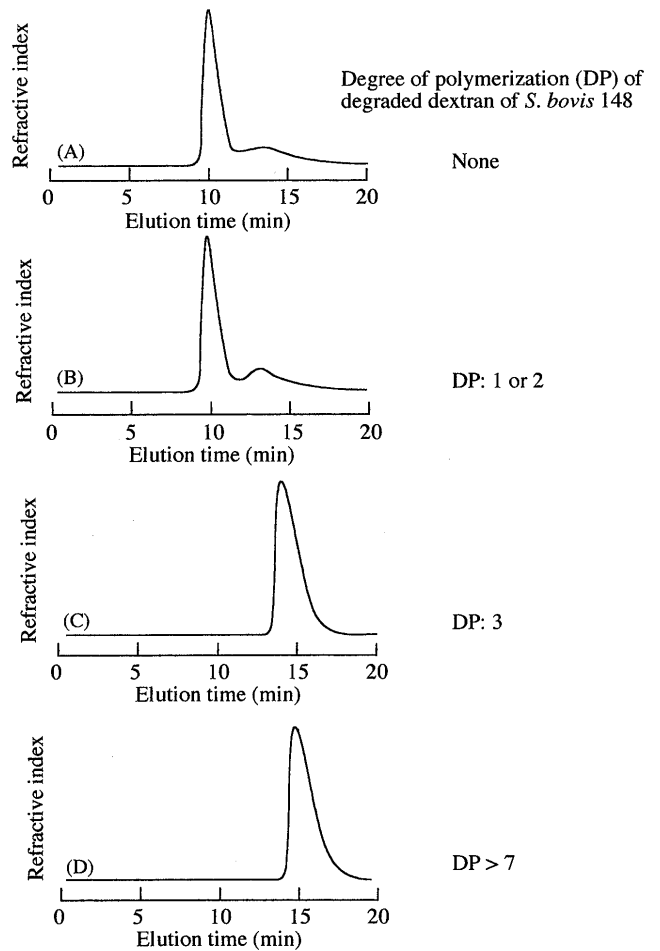 Refractive index
Degree of polymerization (DP) of
degraded dextran of S. bovis 148
(A)
None
0 5 10 15 20
Elution time (min)
Refractive index
(B)
DP: 1 or 2
0 5 10 15 20
Elution time (min)
Refractive index
(C)
DP: 3
0 5 10 15 20
Elution time (min)
Refractive index
(D)
DP > 7
0 5 10 15 20
Elution time (min)